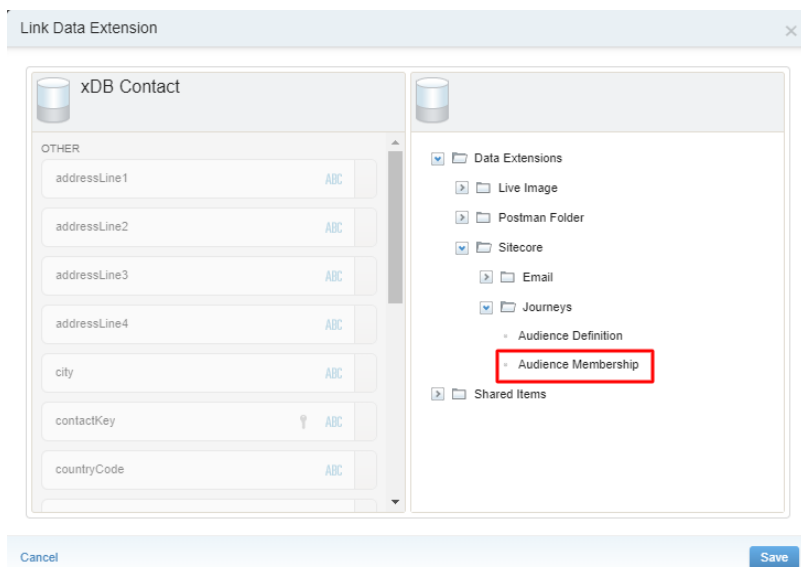 Link Data Extension
xDB Contact
OTHER
addressLine1 ABC
addressLine2 ABC
addressLine3 ABC
addressLine4 ABC
city ABC
contactKey ABC
countryCode ABC
Data Extensions
Live Image
Postman Folder
Sitecore
Email
Journeys
Audience Definition
Audience Membership
Shared Items
Cancel
Save